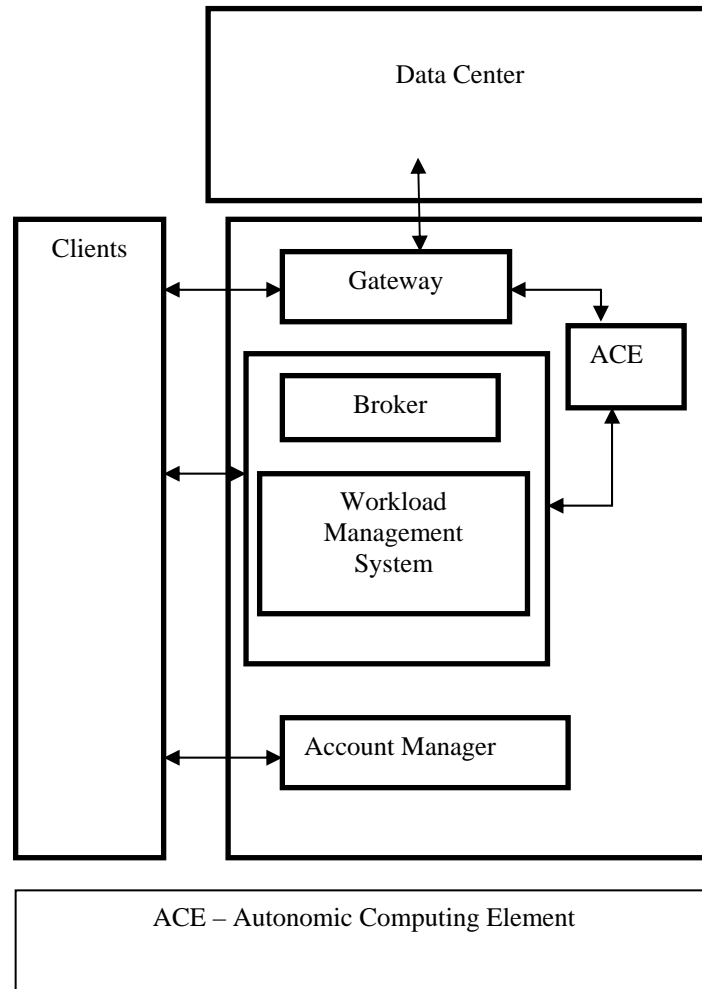 Data Center
Clients
Gateway
ACE
Broker
Workload
Management
System
Account Manager
ACE – Autonomic Computing Element